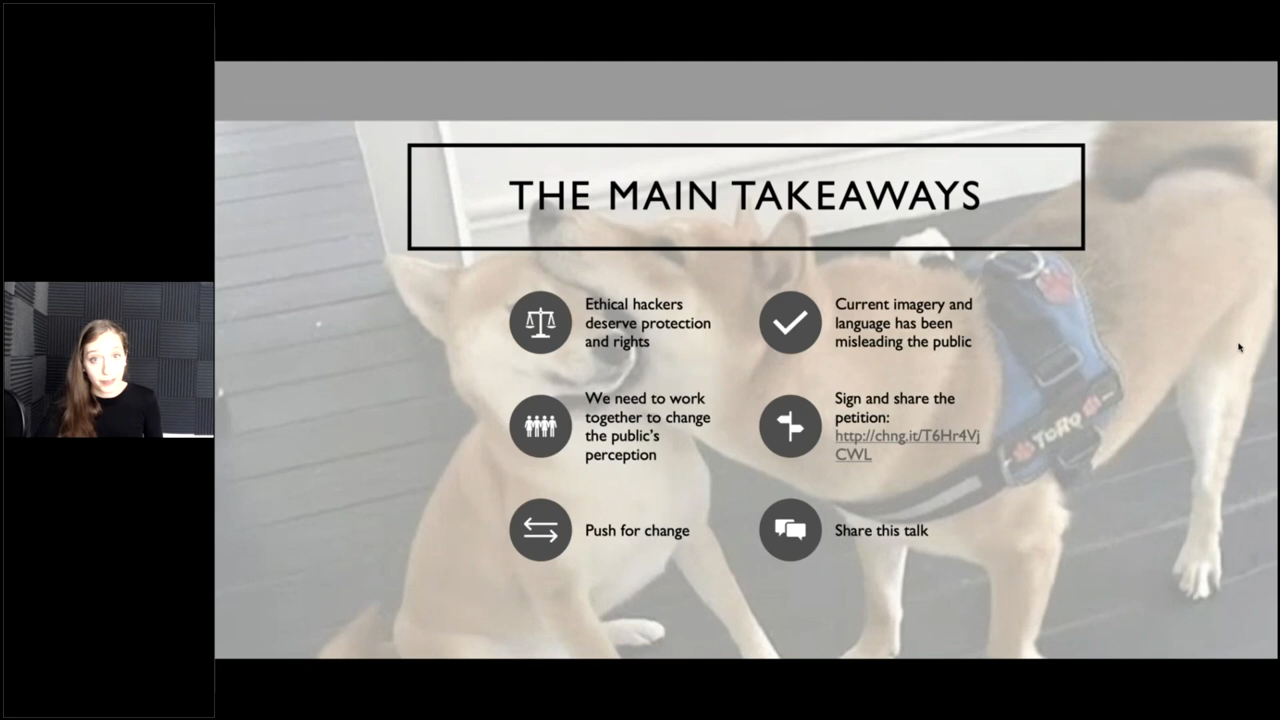 THE MAIN TAKEAWAYS
Ethical hackers
deserve protection
and rights
Current imagery and
language has been
misleading the public
We need to work
together to change
the public's
perception
Sign and share the
petition:
http://chng.it/T6Hr4Vj
CWL
Push for change
Share this talk
TORO